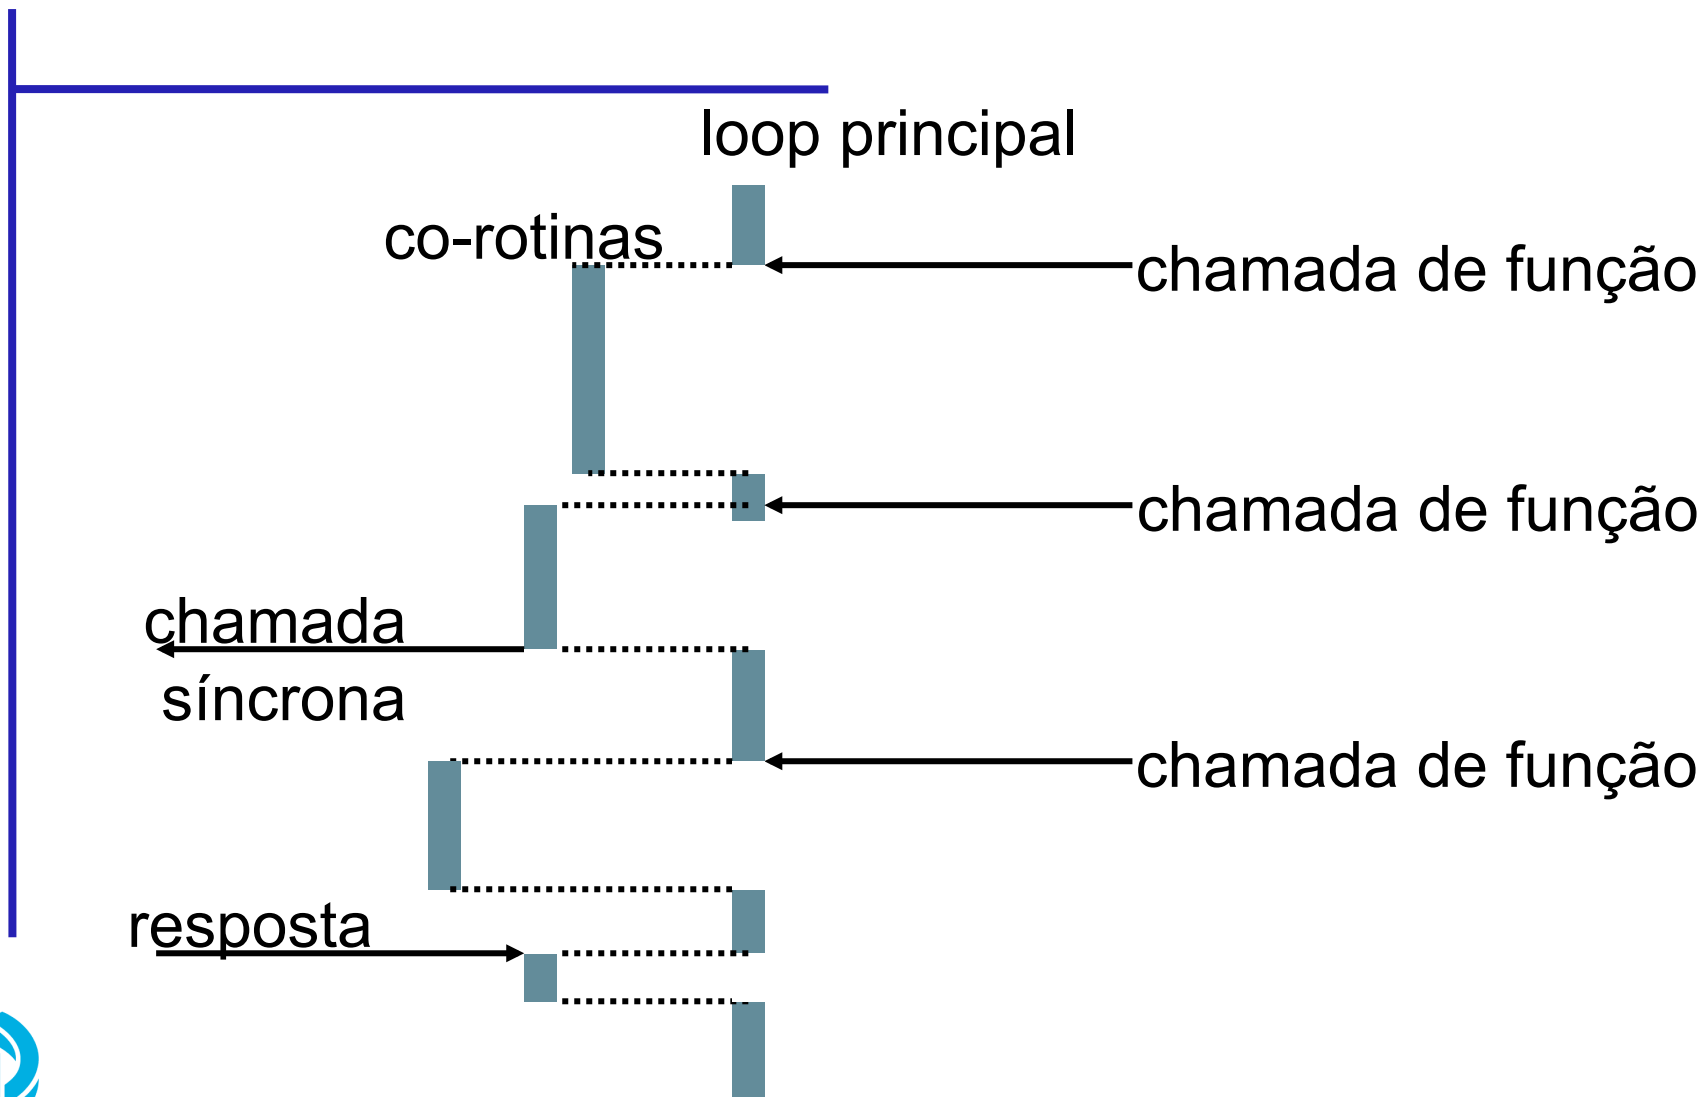 loop principal
co-rotinas
chamada de função
chamada de função
chamada
síncrona
chamada de função
resposta